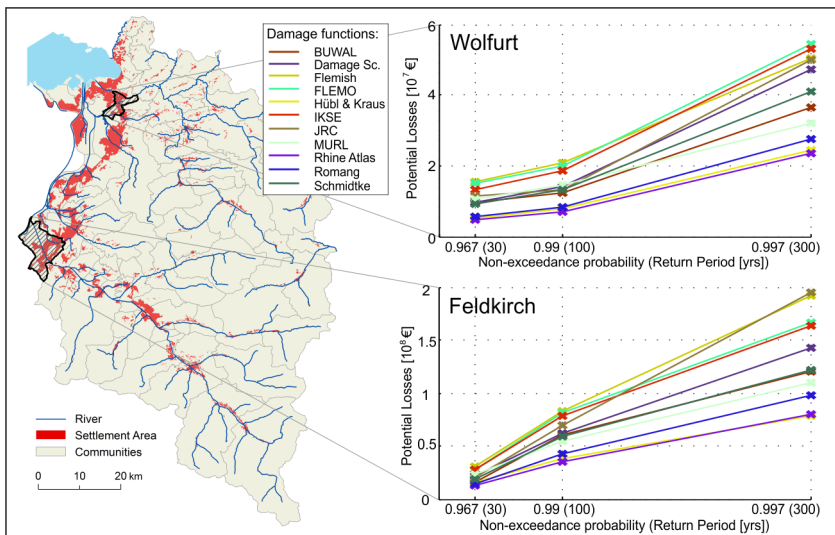 Damage functions:
BUWAL
Damage Sc.
Flemish
FLEMO
Hübl & Kraus
IKSE
JRC
MURL
Rhine Atlas
Romang
Schmidtke
River
Settlement Area
Communities
0 10 20 km
Wolfurt
Potential Losses [10⁷ €]
6
4
2
0
0.967 (30) 0.99 (100) 0.997 (300)
Non-exceedance probability (Return Period [yrs])
Feldkirch
Potential Losses [10⁸ €]
2
1.5
1
0.5
0
0.967 (30) 0.99 (100) 0.997 (300)
Non-exceedance probability (Return Period [yrs])